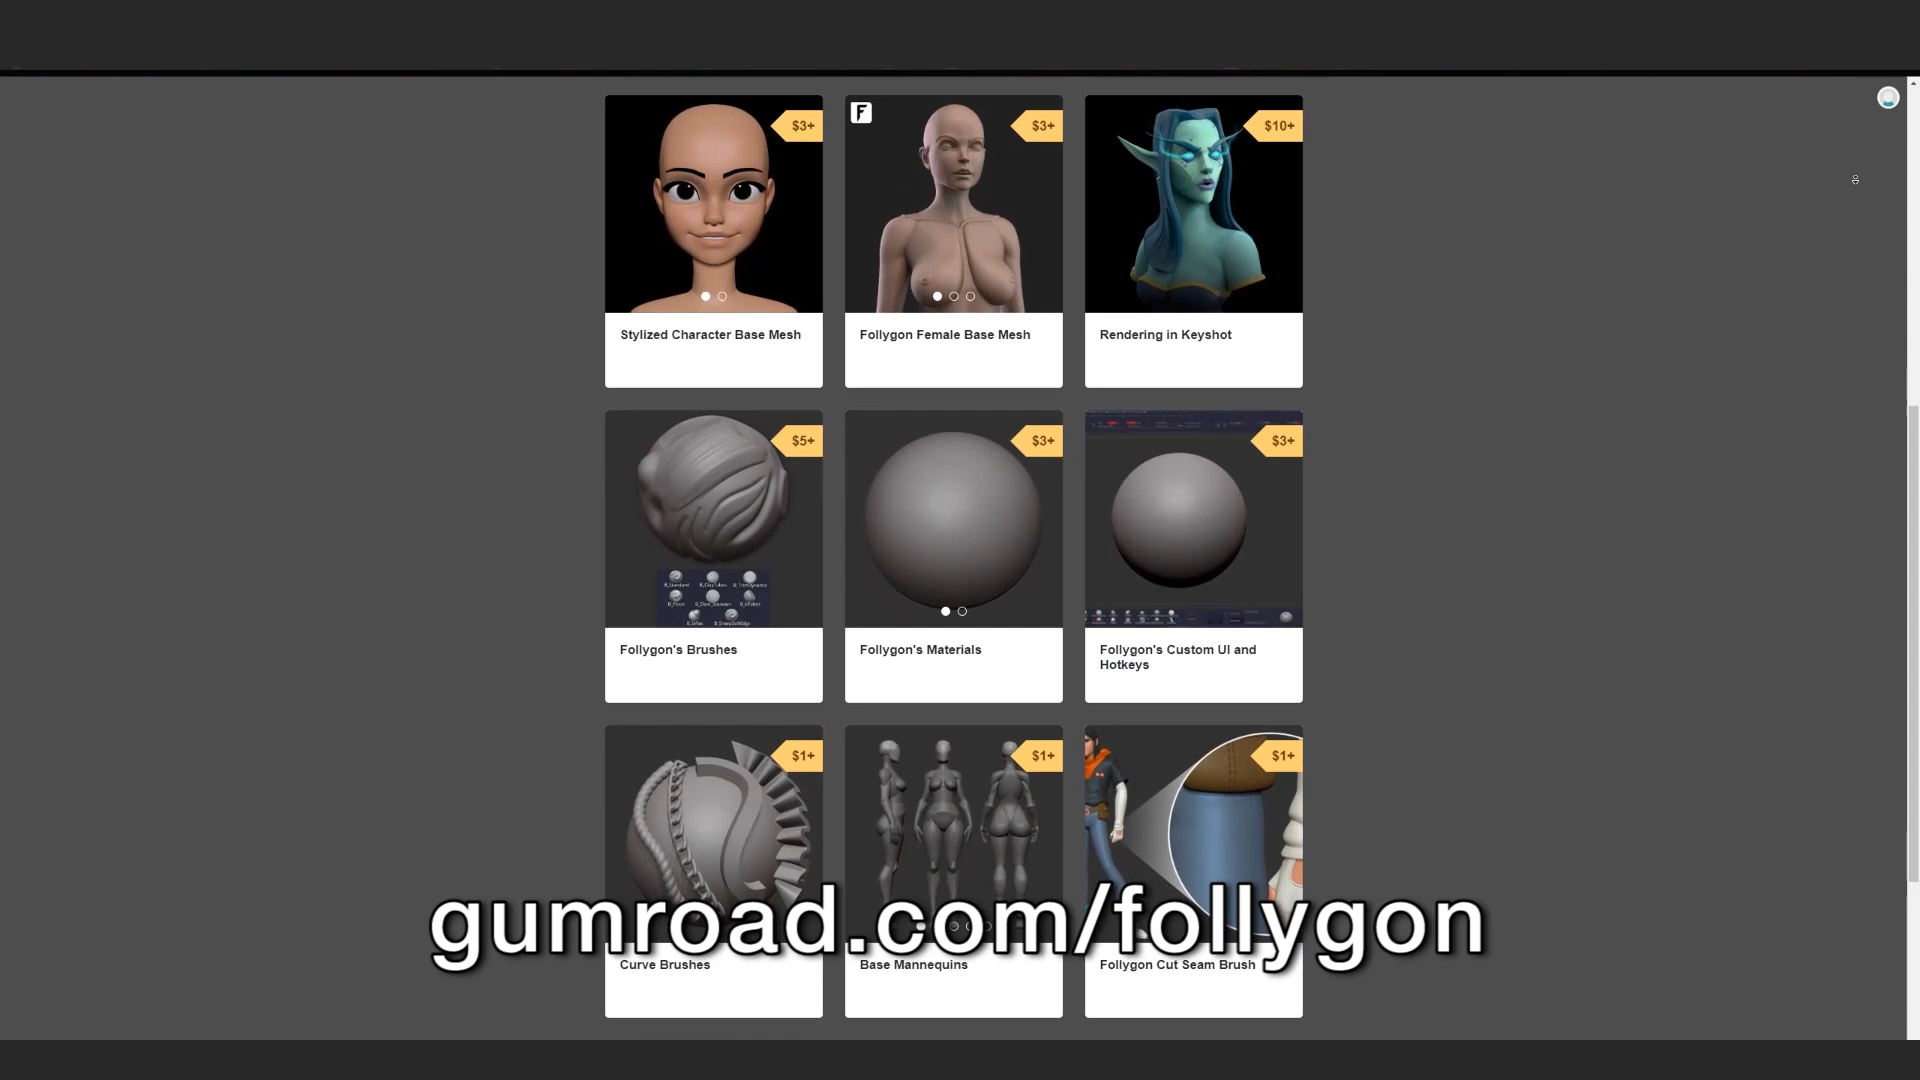 $3+
F
$3+
$10+
Stylized Character Base Mesh
Follygon Female Base Mesh
Rendering in Keyshot
$5+
$3+
$3+
Follygon's Brushes
Follygon's Materials
Follygon's Custom UI and
Hotkeys
$1+
$1+
$1+
gumroad.com/follygon
Curve Brushes
Base Mannequins
Follygon Cut Seam Brush